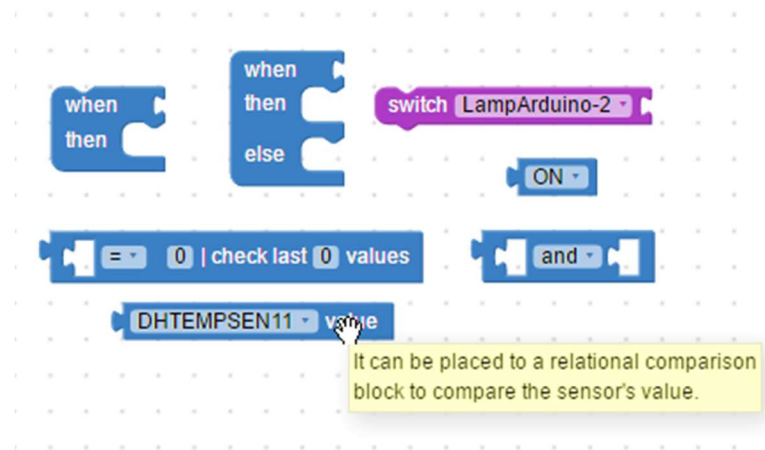 when
then
when
then
else
switch LampArduino-2
ON
= 0 | check last 0 values
and
DHTEMPSEN11 value
It can be placed to a relational comparison
block to compare the sensor's value.